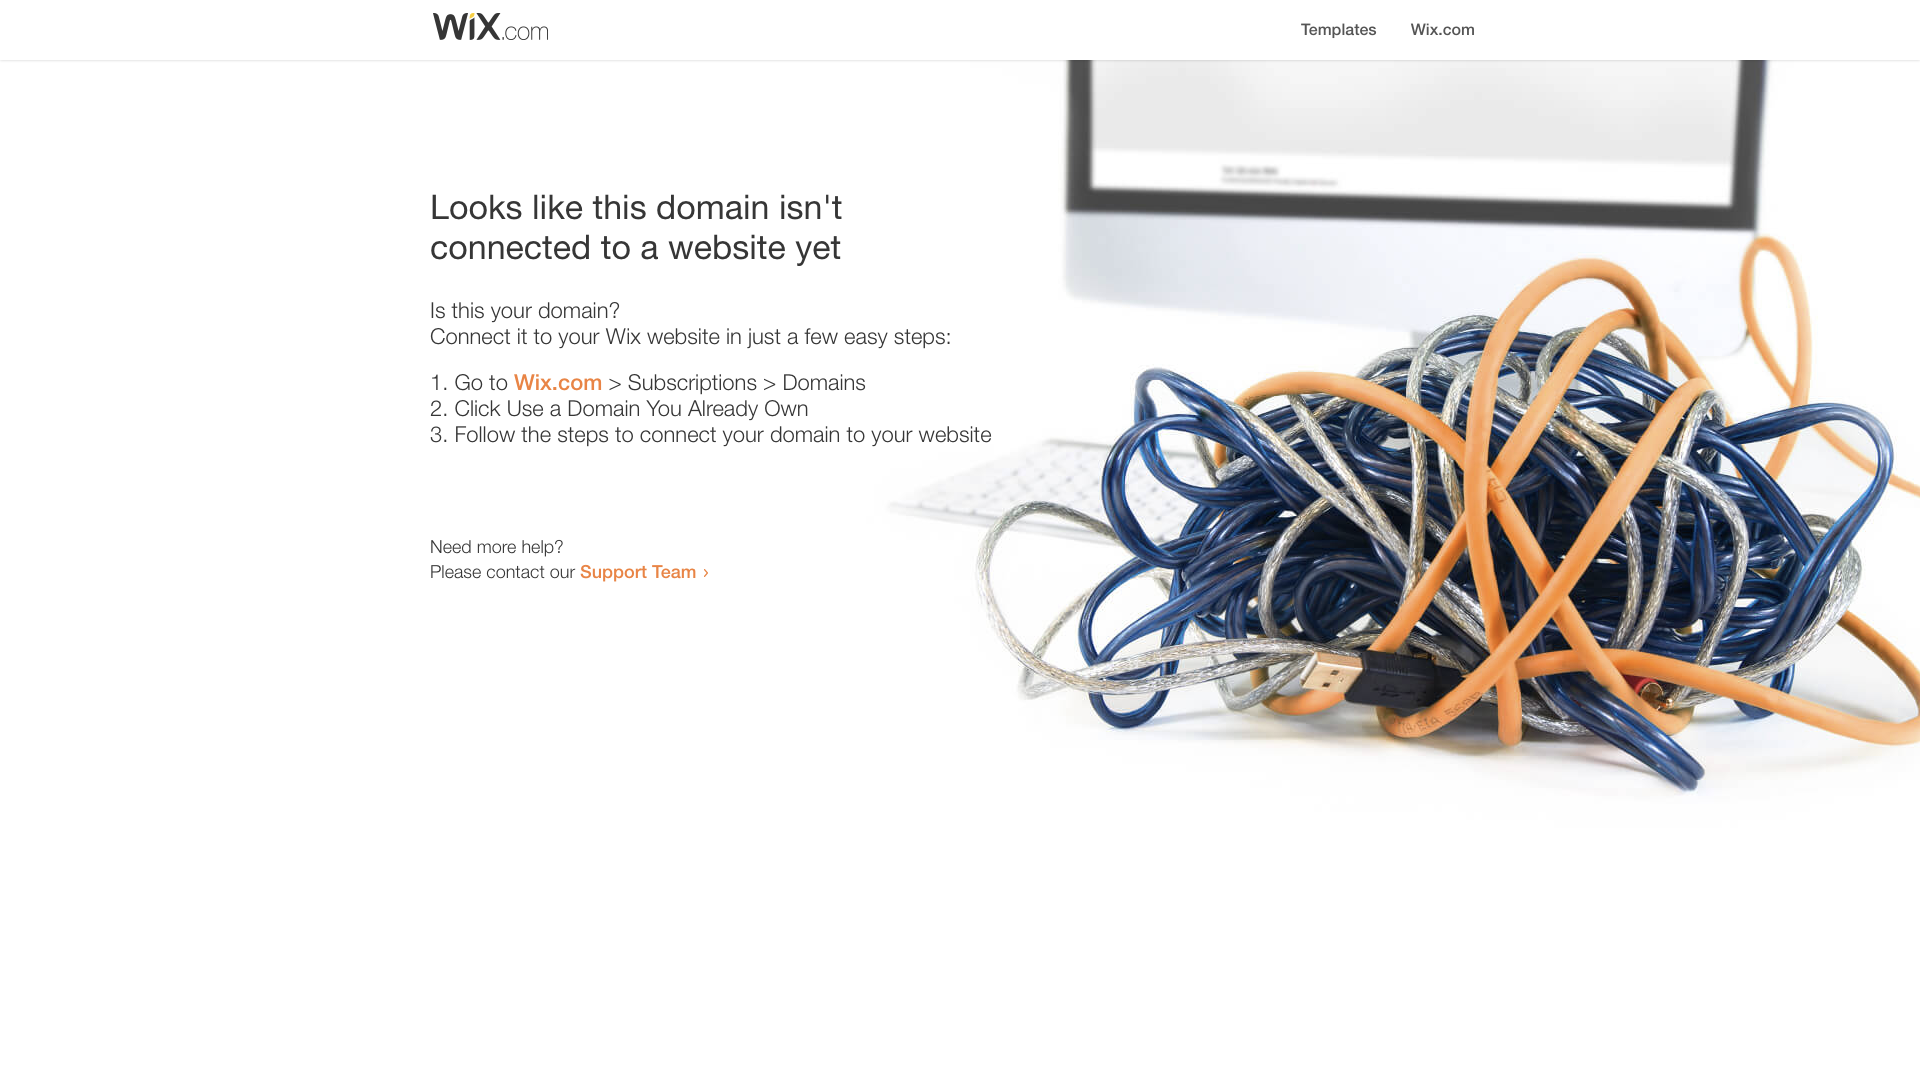 WiX.com
Templates
Wix.com
Looks like this domain isn't
connected to a website yet
Is this your domain?
Connect it to your Wix website in just a few easy steps:
1. Go to Wix.com > Subscriptions > Domains
2. Click Use a Domain You Already Own
3. Follow the steps to connect your domain to your website
Need more help?
Please contact our Support Team ›